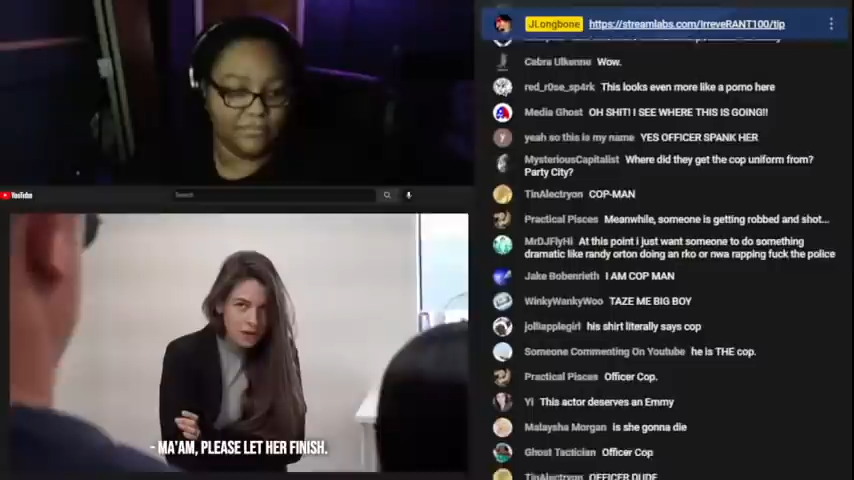 JLongbone https://streamlabs.com/IrreveRANT100/tip
Cabra Ulkenne Wow.
red_r0se_sp4rk This looks even more like a porno here
Media Ghost OH SHIT! I SEE WHERE THIS IS GOING!!
yeah so this is my name YES OFFICER SPANK HER
MysteriousCapitalist Where did they get the cop uniform from?
Party City?
TinAlectryon COP-MAN
Practical Pisces Meanwhile, someone is getting robbed and shot...
MrDJFlyHi At this point i just want someone to do something
dramatic like randy orton doing an rko or nwa rapping fuck the police
Jake Bobenrieth I AM COP MAN
WinkyWankyWoo TAZE ME BIG BOY
jolliapplegirl his shirt literally says cop
Someone Commenting On Youtube he is THE cop.
Practical Pisces Officer Cop.
Yi This actor deserves an Emmy
Malaysha Morgan is she gonna die
Ghost Tactician Officer Cop
TinAlectryon OFFICER DUDE
YouTube
Search
- MA'AM, PLEASE LET HER FINISH.